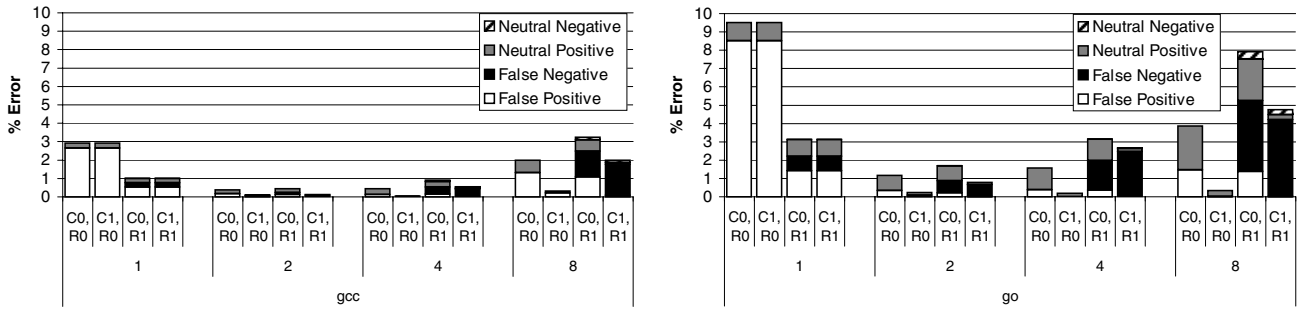 % Error
10
9
8
7
6
5
4
3
2
1
0
Neutral Negative
Neutral Positive
False Negative
False Positive
C0, R0
C1, R0
C0, R1
C1, R1
C0, R0
C1, R0
C0, R1
C1, R1
C0, R0
C1, R0
C0, R1
C1, R1
C0, R0
C1, R0
C0, R1
C1, R1
1 2 4 8
gcc
% Error
10
9
8
7
6
5
4
3
2
1
0
Neutral Negative
Neutral Positive
False Negative
False Positive
C0, R0
C1, R0
C0, R1
C1, R1
C0, R0
C1, R0
C0, R1
C1, R1
C0, R0
C1, R0
C0, R1
C1, R1
C0, R0
C1, R0
C0, R1
C1, R1
1 2 4 8
go